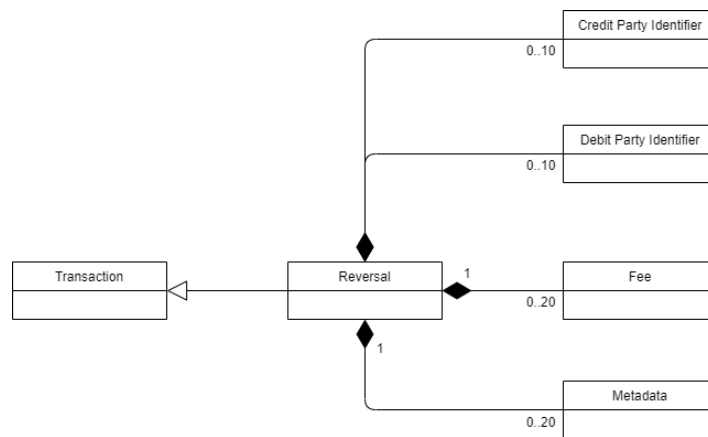 Credit Party Identifier
0..10
Debit Party Identifier
0..10
Transaction
Reversal
1
Fee
0..20
1
Metadata
0..20